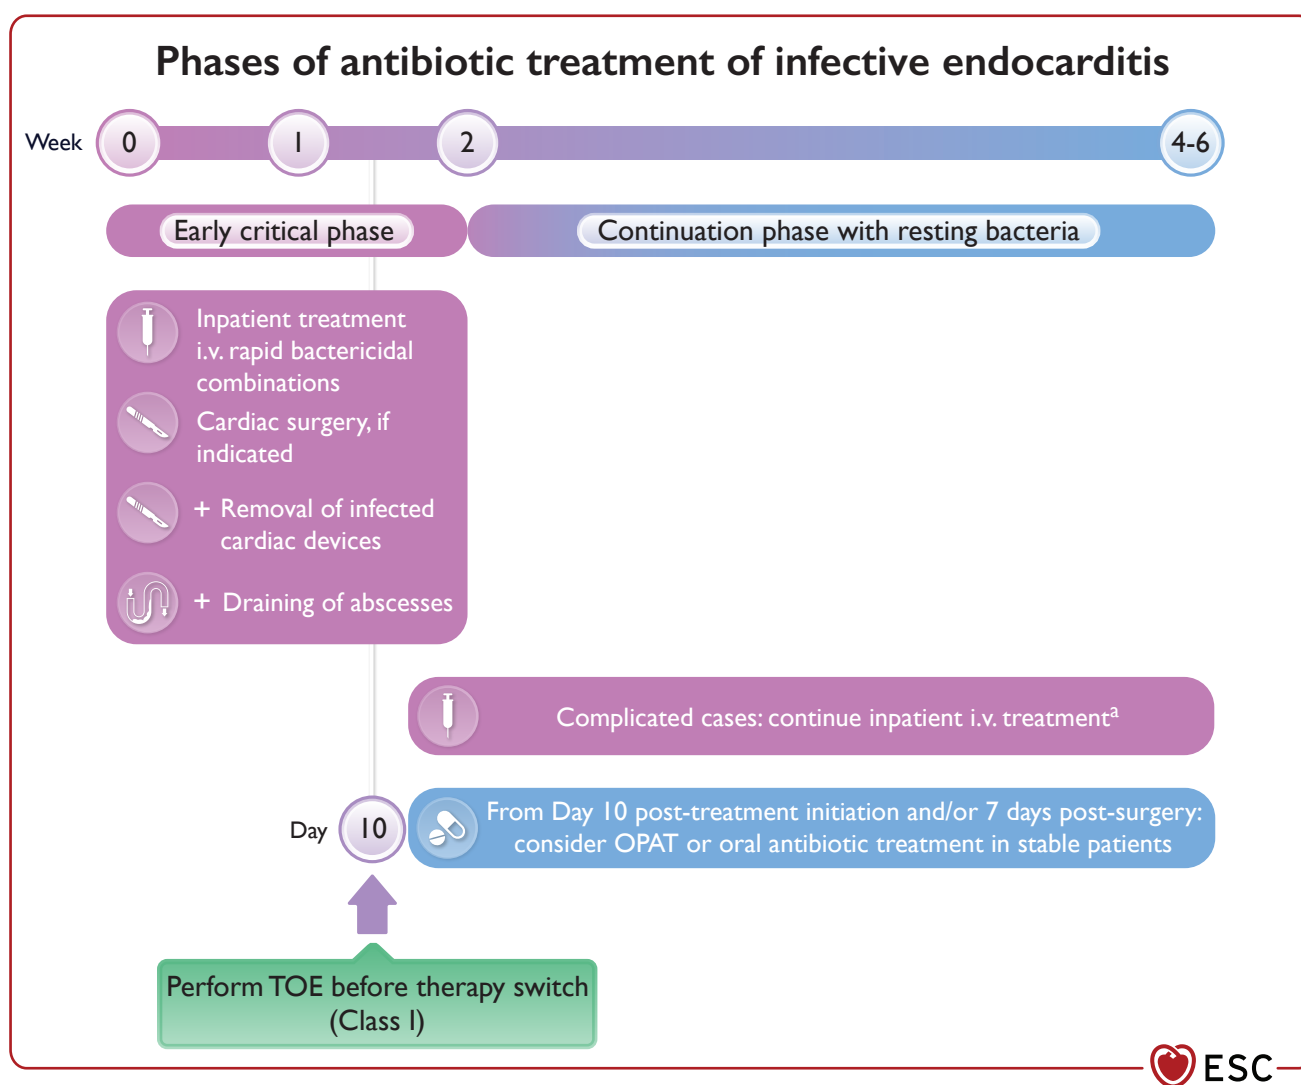 Phases of antibiotic treatment of infective endocarditis
Week
0
1
2
4-6
Early critical phase
Continuation phase with resting bacteria
Inpatient treatment
i.v. rapid bactericidal
combinations
Cardiac surgery, if
indicated
+ Removal of infected
cardiac devices
+ Draining of abscesses
Complicated cases: continue inpatient i.v. treatmentᵃ
Day
10
From Day 10 post-treatment initiation and/or 7 days post-surgery:
consider OPAT or oral antibiotic treatment in stable patients
Perform TOE before therapy switch
(Class I)
ESC